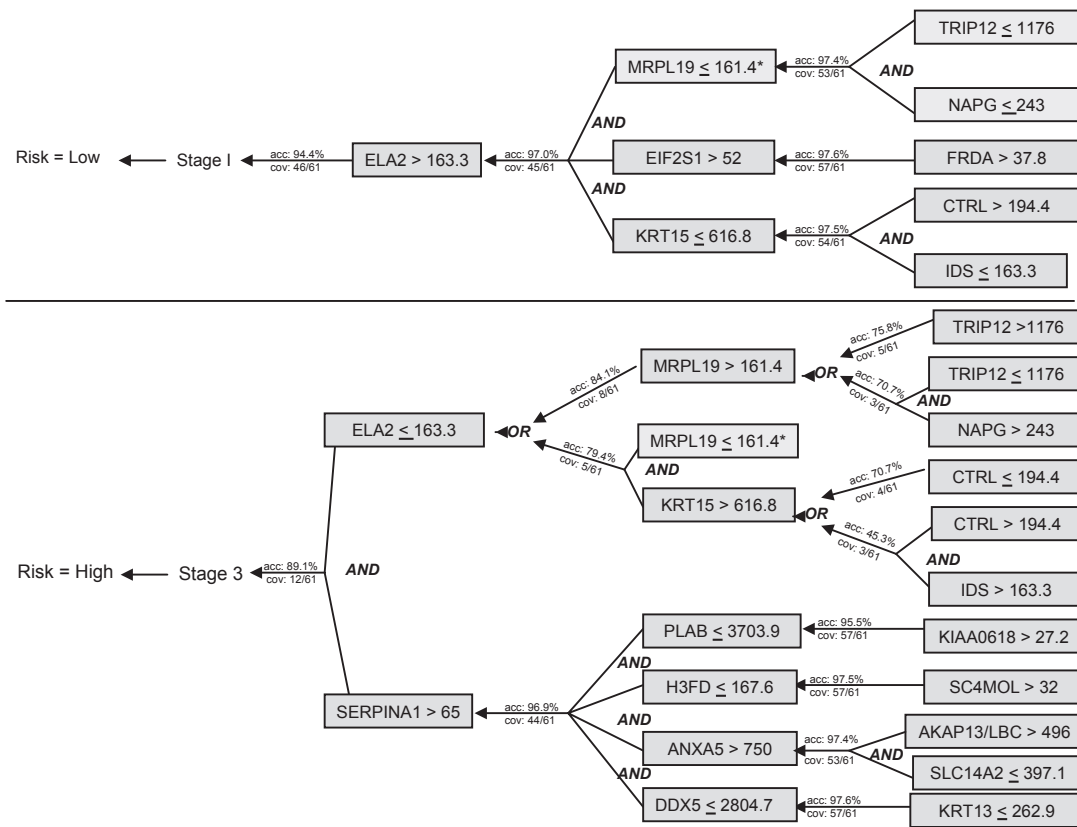 TRIP12 ≤ 1176
MRPL19 ≤ 161.4*
acc: 97.4%
cov: 53/61
AND
NAPG ≤ 243
AND
Risk = Low
Stage I
acc: 94.4%
cov: 46/61
ELA2 > 163.3
acc: 97.0%
cov: 45/61
EIF2S1 > 52
acc: 97.6%
cov: 57/61
FRDA > 37.8
AND
CTRL > 194.4
KRT15 ≤ 616.8
acc: 97.5%
cov: 54/61
AND
IDS ≤ 163.3
TRIP12 >1176
acc: 75.8%
cov: 5/61
MRPL19 > 161.4
OR
acc: 84.1%
cov: 8/61
TRIP12 ≤ 1176
acc: 70.7%
cov: 3/61
AND
NAPG > 243
ELA2 ≤ 163.3
OR
MRPL19 ≤ 161.4*
acc: 79.4%
cov: 5/61
AND
KRT15 > 616.8
OR
acc: 70.7%
cov: 4/61
CTRL ≤ 194.4
CTRL > 194.4
acc: 45.3%
cov: 3/61
AND
IDS > 163.3
Risk = High
Stage 3
acc: 89.1%
cov: 12/61
AND
PLAB ≤ 3703.9
acc: 95.5%
cov: 57/61
KIAA0618 > 27.2
AND
H3FD ≤ 167.6
acc: 97.5%
cov: 57/61
SC4MOL > 32
SERPINA1 > 65
acc: 96.9%
cov: 44/61
AND
AKAP13/LBC > 496
ANXA5 > 750
acc: 97.4%
cov: 53/61
AND
SLC14A2 ≤ 397.1
AND
DDX5 ≤ 2804.7
acc: 97.6%
cov: 57/61
KRT13 ≤ 262.9